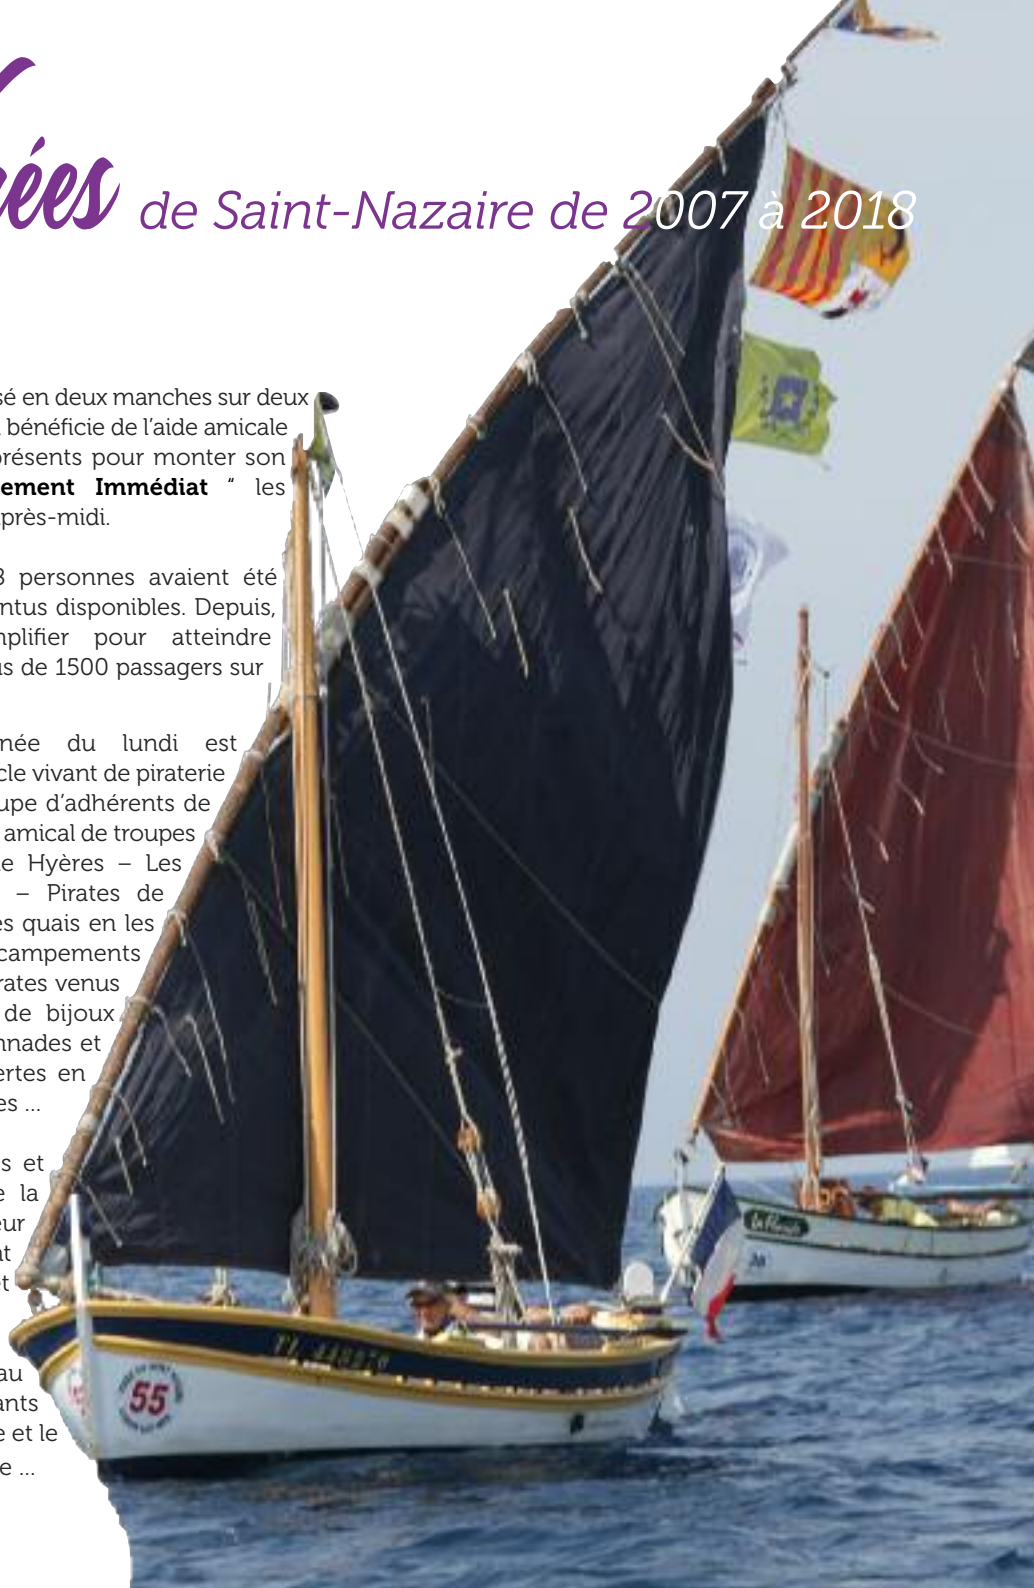 ées de Saint-Nazaire de 2007 à 2018
sé en deux manches sur deux
bénéficie de l’aide amicale
présents pour monter son
ement Immédiat “ les
près-midi.
3 personnes avaient été
ntus disponibles. Depuis,
mplifier pour atteindre
us de 1500 passagers sur
née du lundi est
cle vivant de piraterie
upe d’adhérents de
amical de troupes
e Hyères – Les
– Pirates de
es quais en les
campements
rates venus
de bijoux
nnades et
ertes en
es ...
s et
e la
eur
t
et
au
ants
e et le
e ...
55